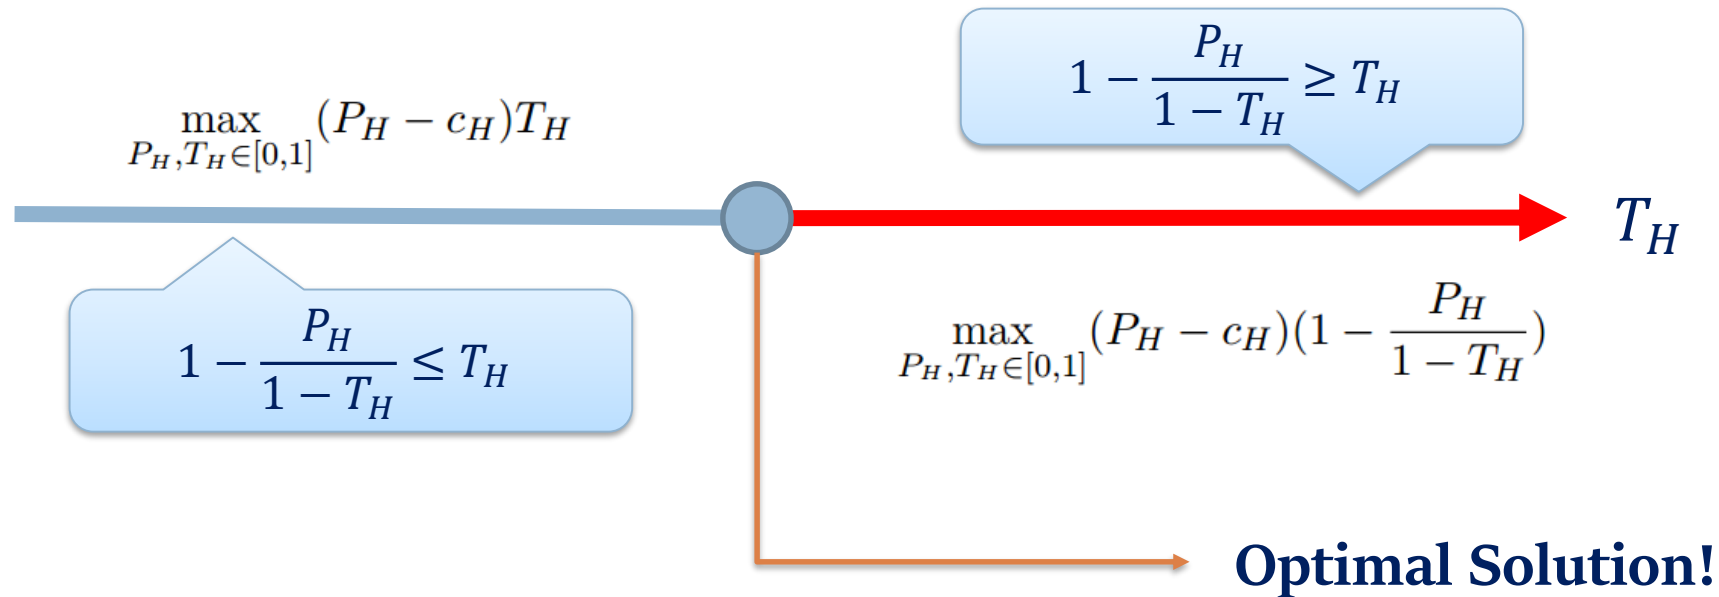 1 − P_H / (1 − T_H) ≥ T_H
max_{P_H,T_H∈[0,1]} (P_H − c_H)T_H
T_H
1 − P_H / (1 − T_H) ≤ T_H
max_{P_H,T_H∈[0,1]} (P_H − c_H)(1 − P_H / (1 − T_H))
Optimal Solution!